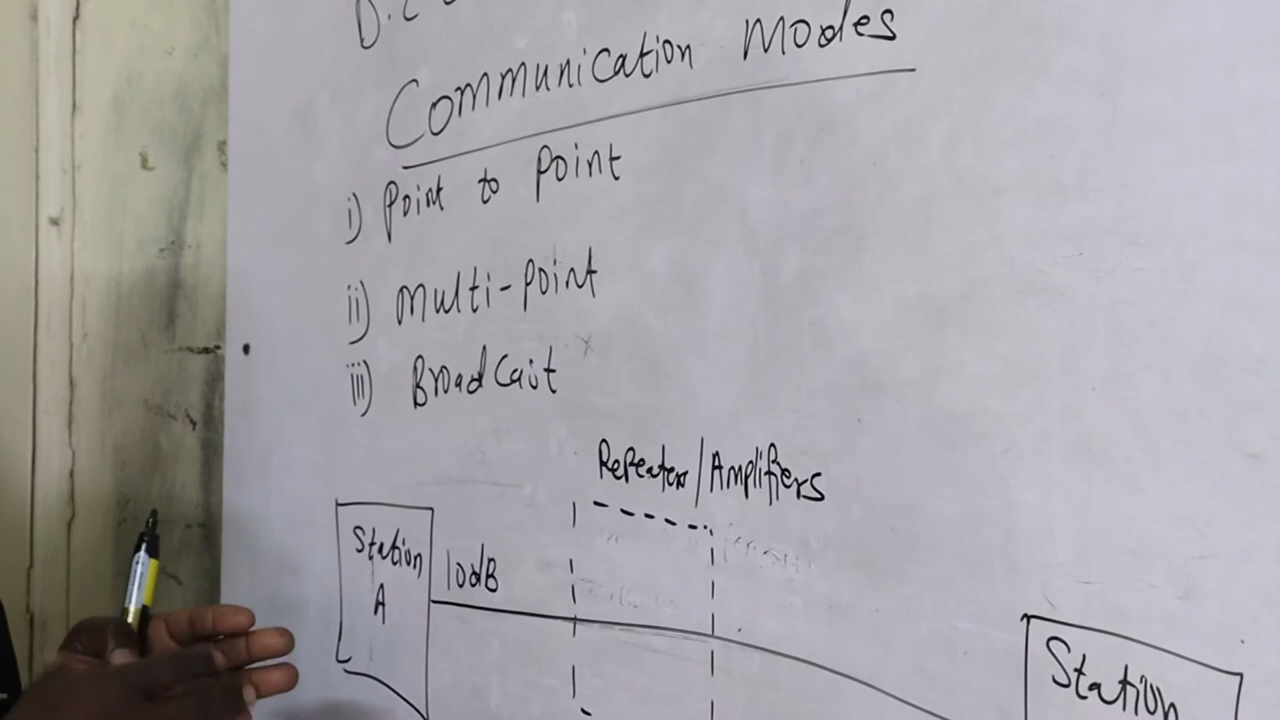 Communication Modes
i) Point to Point
ii) Multi-Point
iii) Broadcast
Repeater/Amplifiers
Station
A
10dB
Station